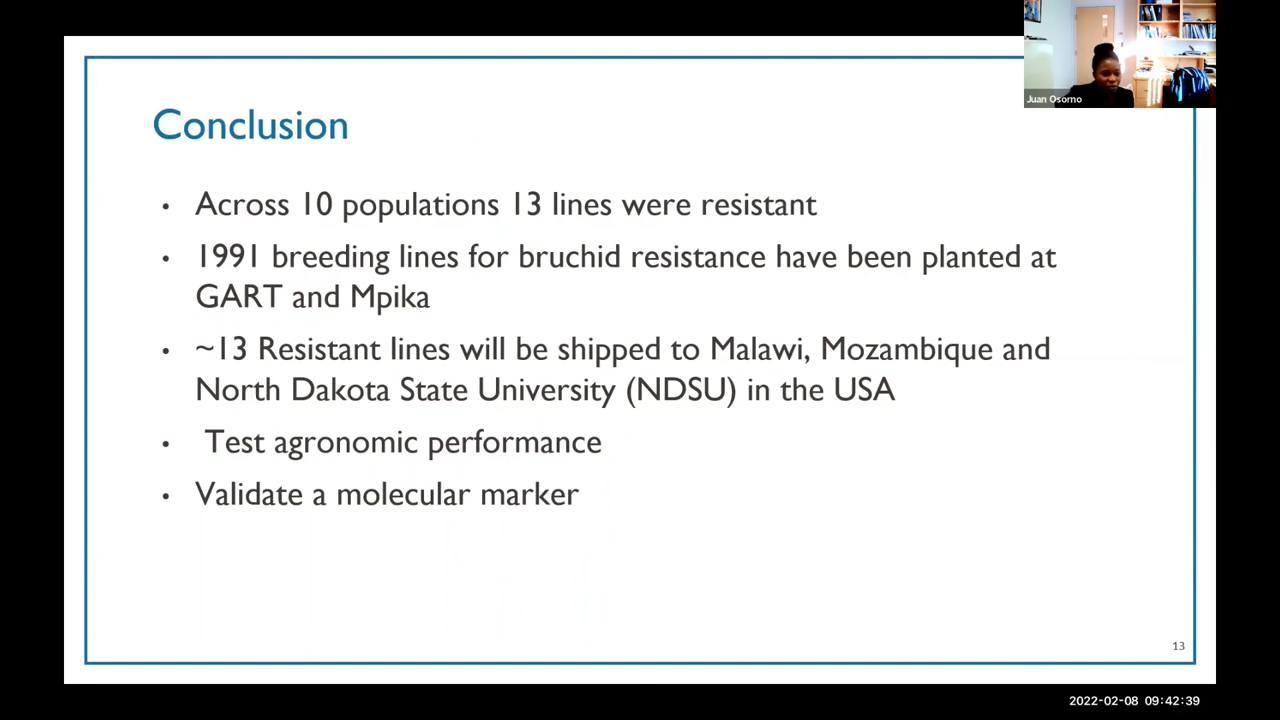 Juan Osorno
Conclusion
• Across 10 populations 13 lines were resistant
• 1991 breeding lines for bruchid resistance have been planted at
GART and Mpika
• ~13 Resistant lines will be shipped to Malawi, Mozambique and
North Dakota State University (NDSU) in the USA
• Test agronomic performance
• Validate a molecular marker
13
2022-02-08 09:42:39